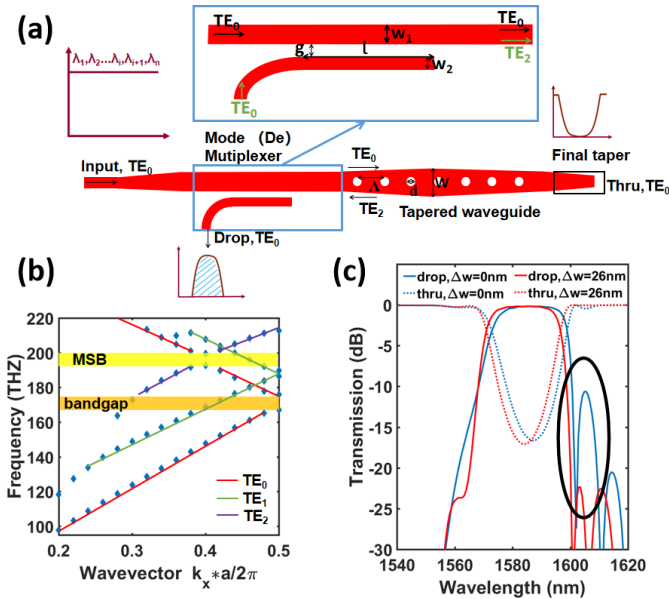 (a)
λ₁,λ₂...λᵢ,λᵢ₊₁,λₙ
TE₀
w₁
TE₀
TE₂
g
l
w₂
TE₀
Mode （De）
Mutiplexer
TE₀
Final taper
Input, TE₀
Λ
d
W
Thru,TE₀
TE₂
Tapered waveguide
Drop,TE₀
(b)
220
210
200
190
180
170
160
150
140
130
120
110
100
MSB
bandgap
TE₀
TE₁
TE₂
0.2
0.3
0.4
0.5
Frequency (THZ)
Wavevector kₓ*a/2π
(c)
drop,Δw=0nm
drop,Δw=26nm
thru,Δw=0nm
thru,Δw=26nm
0
-5
-10
-15
-20
-25
-30
1540
1560
1580
1600
1620
Transmission (dB)
Wavelength (nm)